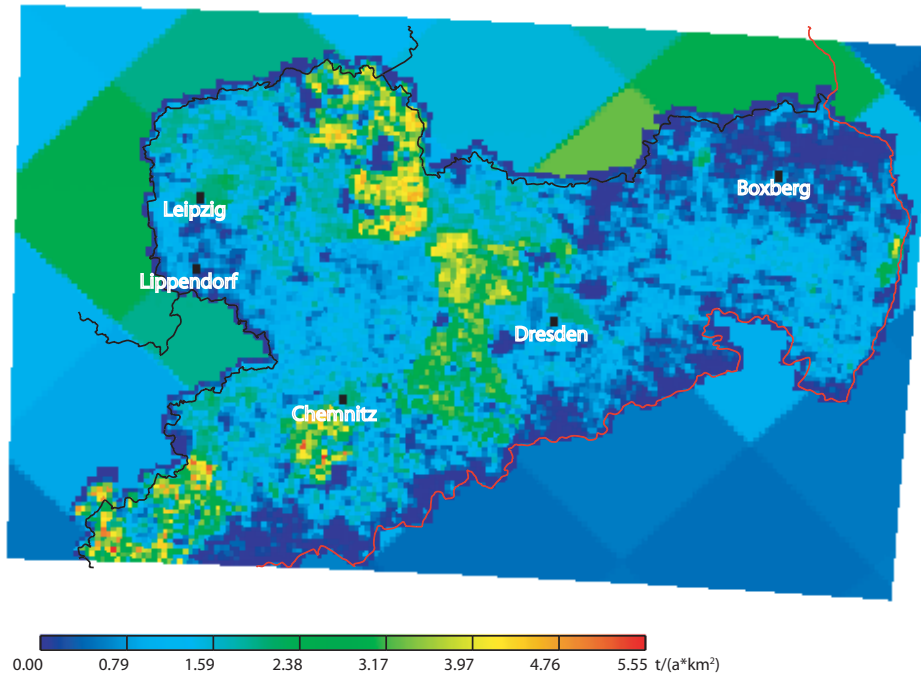 Boxberg
Leipzig
Lippendorf
Dresden
Chemnitz
0.00 0.79 1.59 2.38 3.17 3.97 4.76 5.55 t/(a*km²)